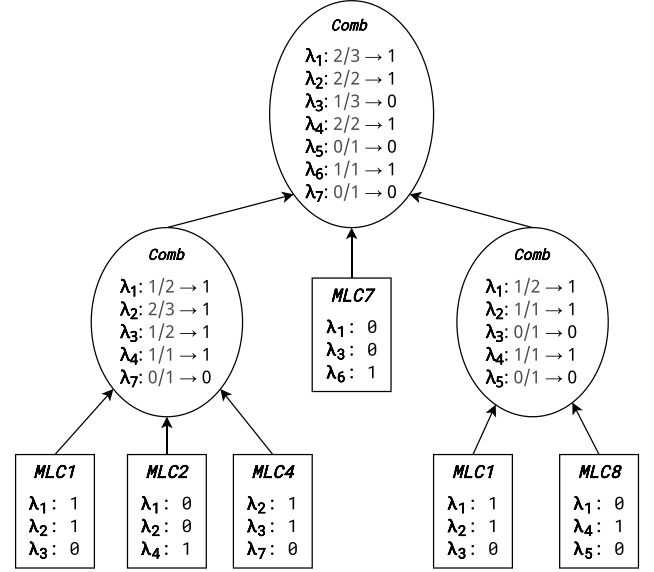 Comb
λ1: 2/3 → 1
λ2: 2/2 → 1
λ3: 1/3 → 0
λ4: 2/2 → 1
λ5: 0/1 → 0
λ6: 1/1 → 1
λ7: 0/1 → 0
Comb
λ1: 1/2 → 1
λ2: 2/3 → 1
λ3: 1/2 → 1
λ4: 1/1 → 1
λ7: 0/1 → 0
MLC7
λ1: 0
λ3: 0
λ6: 1
Comb
λ1: 1/2 → 1
λ2: 1/1 → 1
λ3: 0/1 → 0
λ4: 1/1 → 1
λ5: 0/1 → 0
MLC1
λ1: 1
λ2: 1
λ3: 0
MLC2
λ1: 0
λ2: 0
λ4: 1
MLC4
λ2: 1
λ3: 1
λ7: 0
MLC1
λ1: 1
λ2: 1
λ3: 0
MLC8
λ1: 0
λ4: 1
λ5: 0